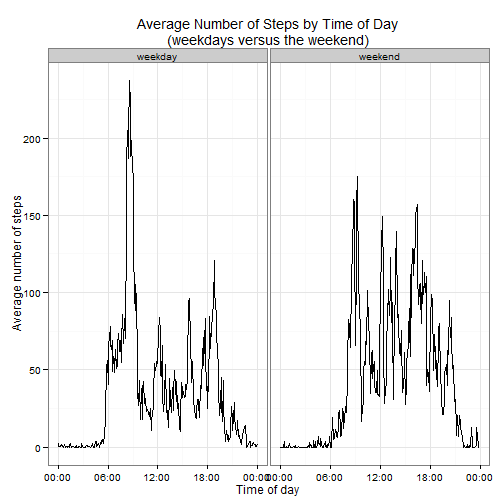 Average Number of Steps by Time of Day
(weekdays versus the weekend)
weekday weekend
200
150
100
50
0
Average number of steps
00:00 06:00 12:00 18:00 00:00 00:00 06:00 12:00 18:00 00:00
Time of day